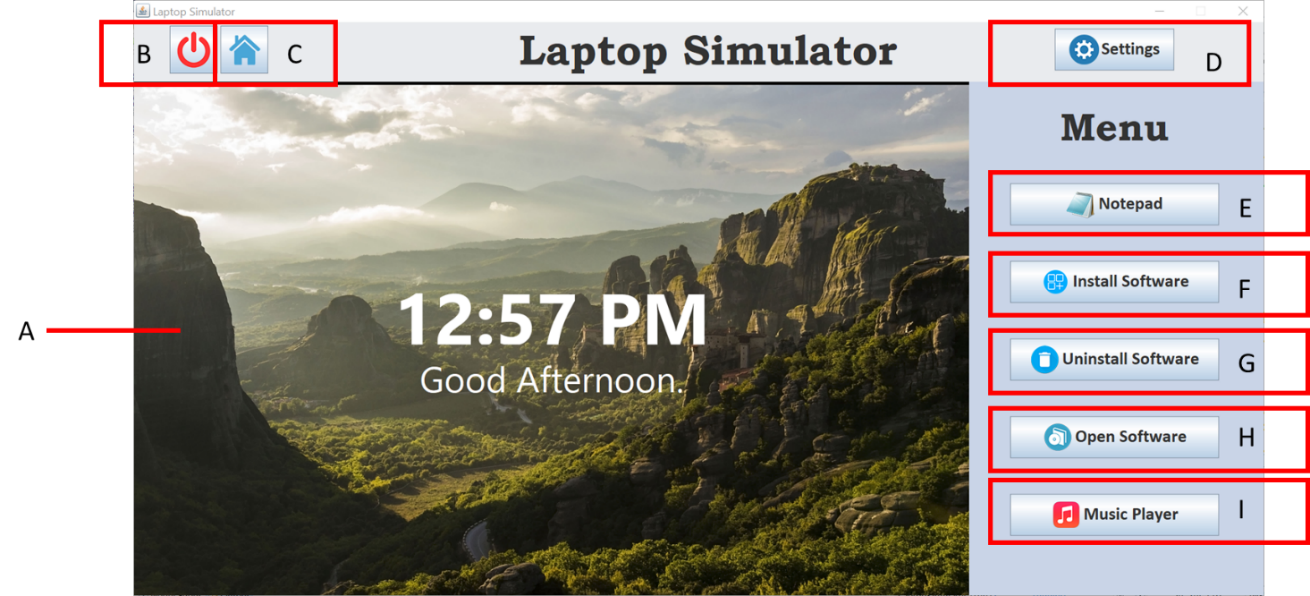 Laptop Simulator
B
C
Laptop Simulator
Settings
D
Menu
Notepad
E
Install Software
F
A
12:57 PM
Good Afternoon.
Uninstall Software
G
Open Software
H
Music Player
I